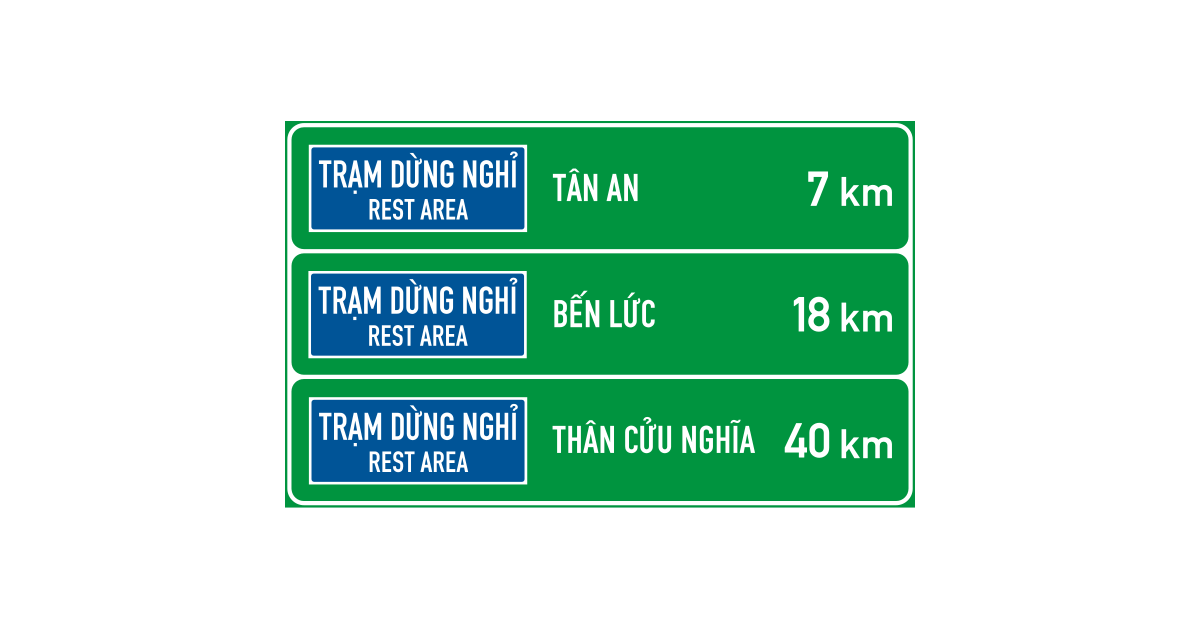 TRẠM DỪNG NGHỈ
REST AREA
TÂN AN
7 km
TRẠM DỪNG NGHỈ
REST AREA
BẾN LỨC
18 km
TRẠM DỪNG NGHỈ
REST AREA
THÂN CỬU NGHĨA
40 km